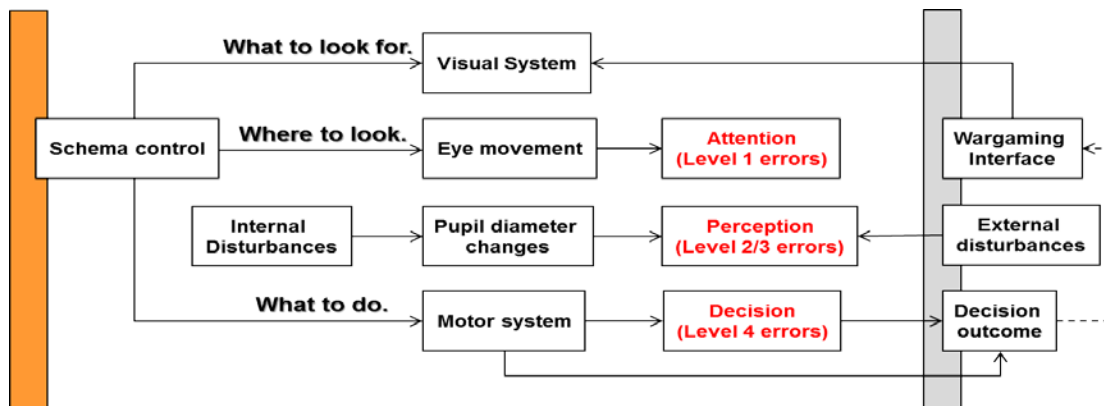 What to look for.
Visual System
Schema control
Where to look.
Eye movement
Attention
(Level 1 errors)
Wargaming
Interface
Internal
Disturbances
Pupil diameter
changes
Perception
(Level 2/3 errors)
External
disturbances
What to do.
Motor system
Decision
(Level 4 errors)
Decision
outcome